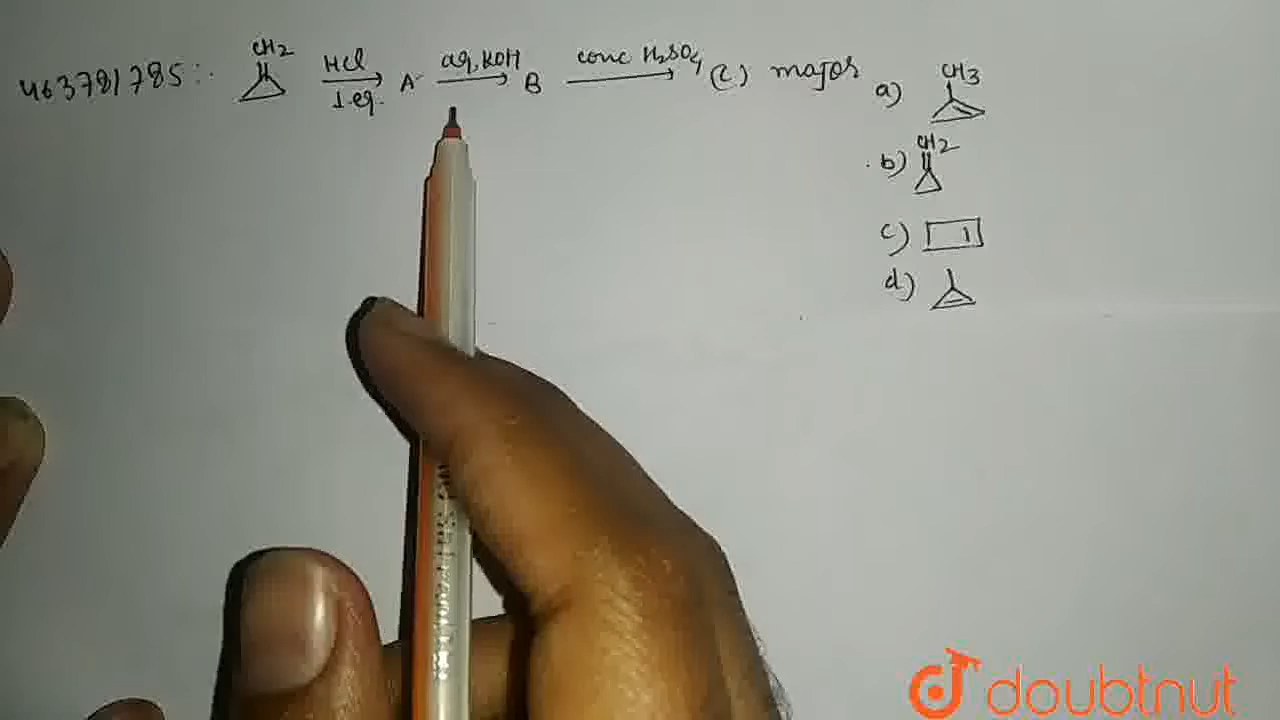 463781785:- CH2 HCl 1.eq. A aq.KOH B conc H2SO4 (C) major
a) CH3
b) CH2
c)
d)
doubtnut